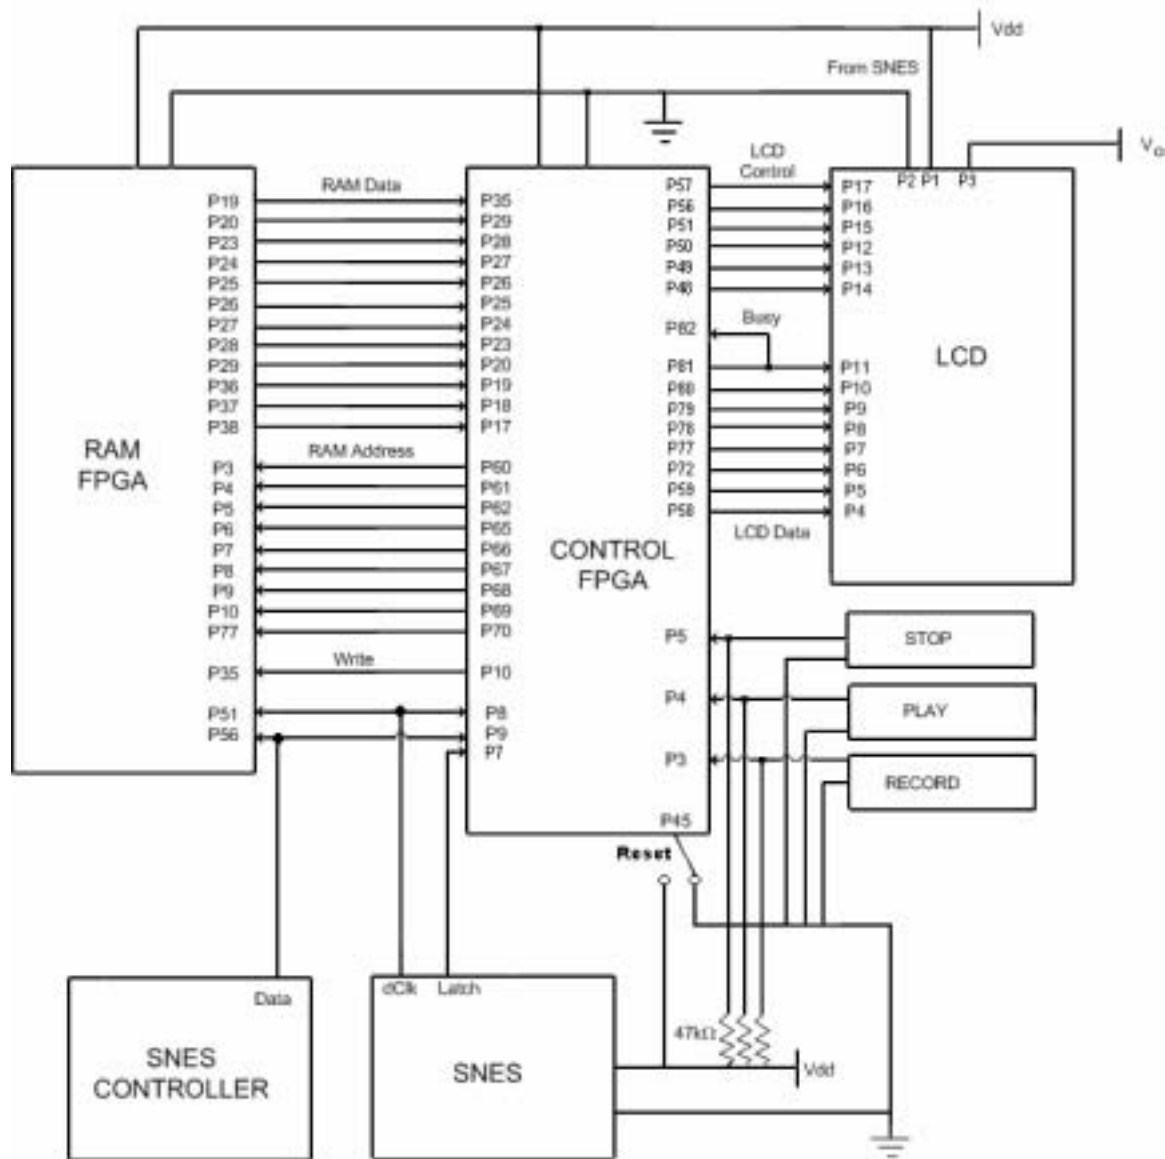 Vdd
From SNES
Vo
LCD
Control
RAM Data
P2 P1 P3
P19
P20
P23
P24
P25
P26
P27
P28
P29
P36
P37
P38
RAM
FPGA
RAM Address
P3
P4
P5
P6
P7
P8
P9
P10
P77
Write
P35
P51
P56
P35
P29
P28
P27
P26
P25
P24
P23
P20
P19
P18
P17
P60
P61
P62
P65
P66
P67
P68
P69
P70
P10
P8
P9
P7
CONTROL
FPGA
P57
P56
P51
P50
P49
P48
P82
P81
P80
P79
P78
P77
P72
P59
P58
Busy
LCD Data
P17
P16
P15
P12
P13
P14
LCD
P11
P10
P9
P8
P7
P6
P5
P4
P5
STOP
P4
PLAY
P3
RECORD
P45
Reset
Data
SNES
CONTROLLER
dClk Latch
SNES
47kΩ
Vdd